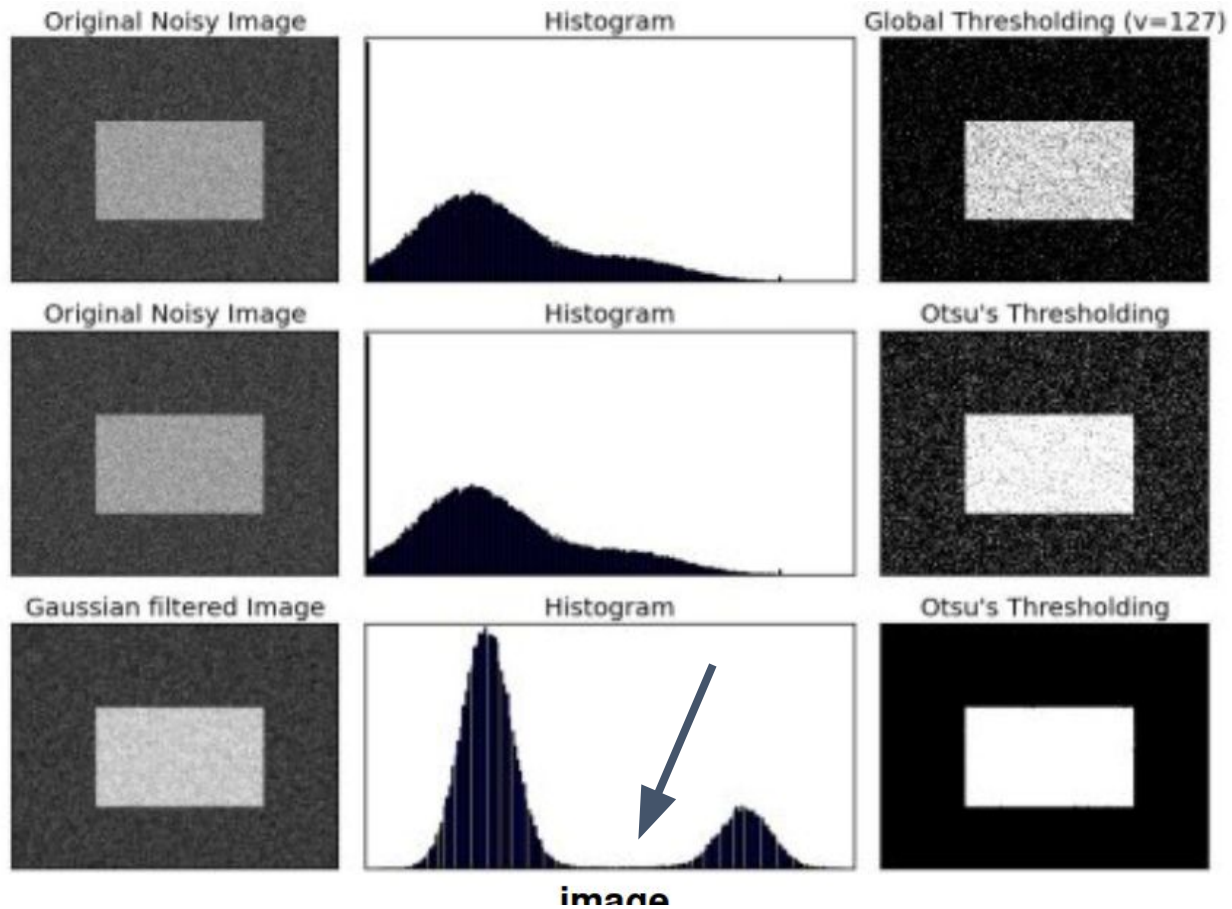 Original Noisy Image
Histogram
Global Thresholding (v=127)
Original Noisy Image
Histogram
Otsu's Thresholding
Gaussian filtered Image
Histogram
Otsu's Thresholding
image